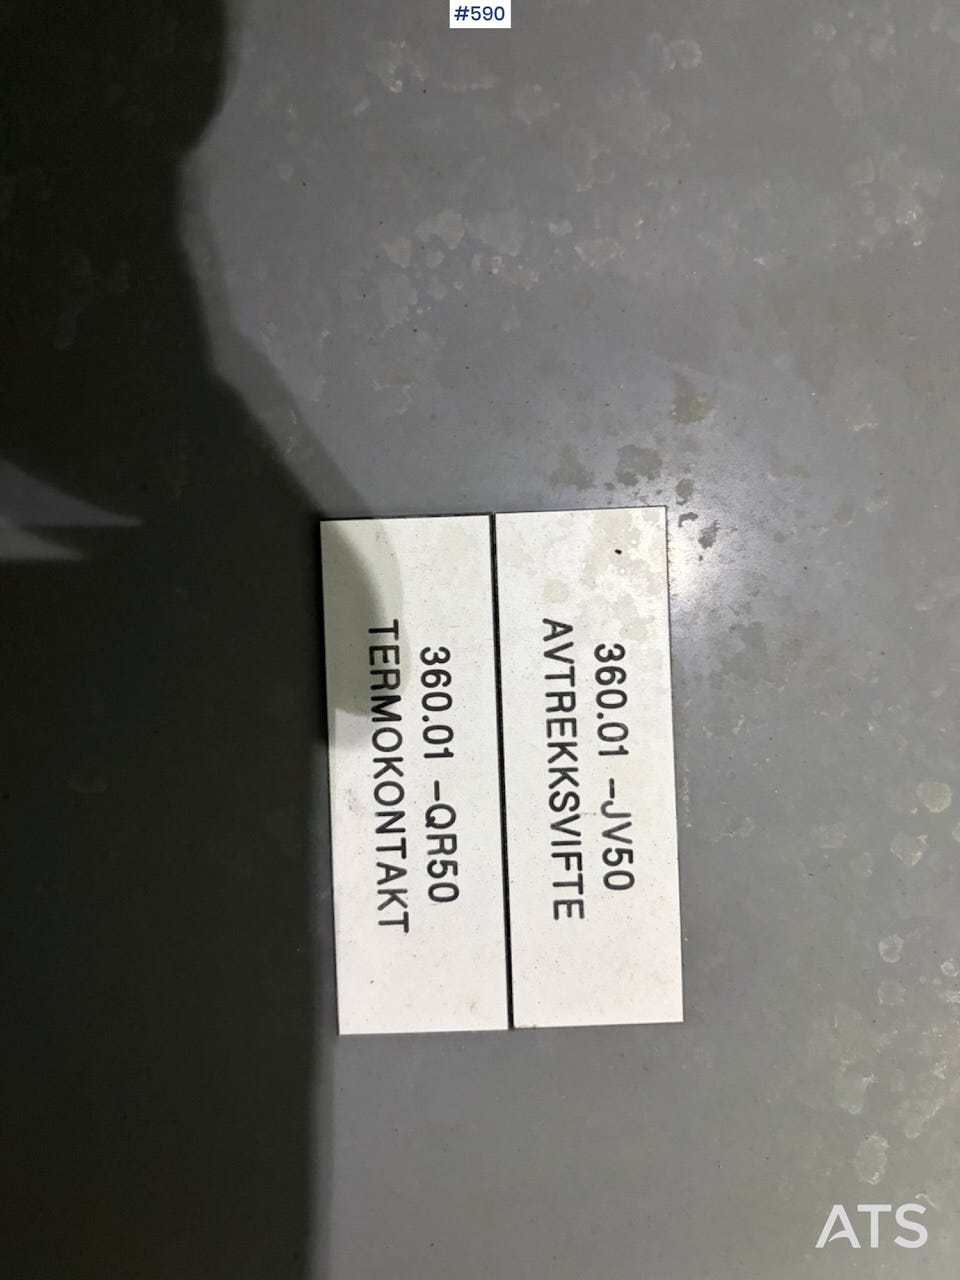 #590
360.01 -JV50
AVTREKKSVIFTE
360.01 -QR50
TERMOKONTAKT
ATS